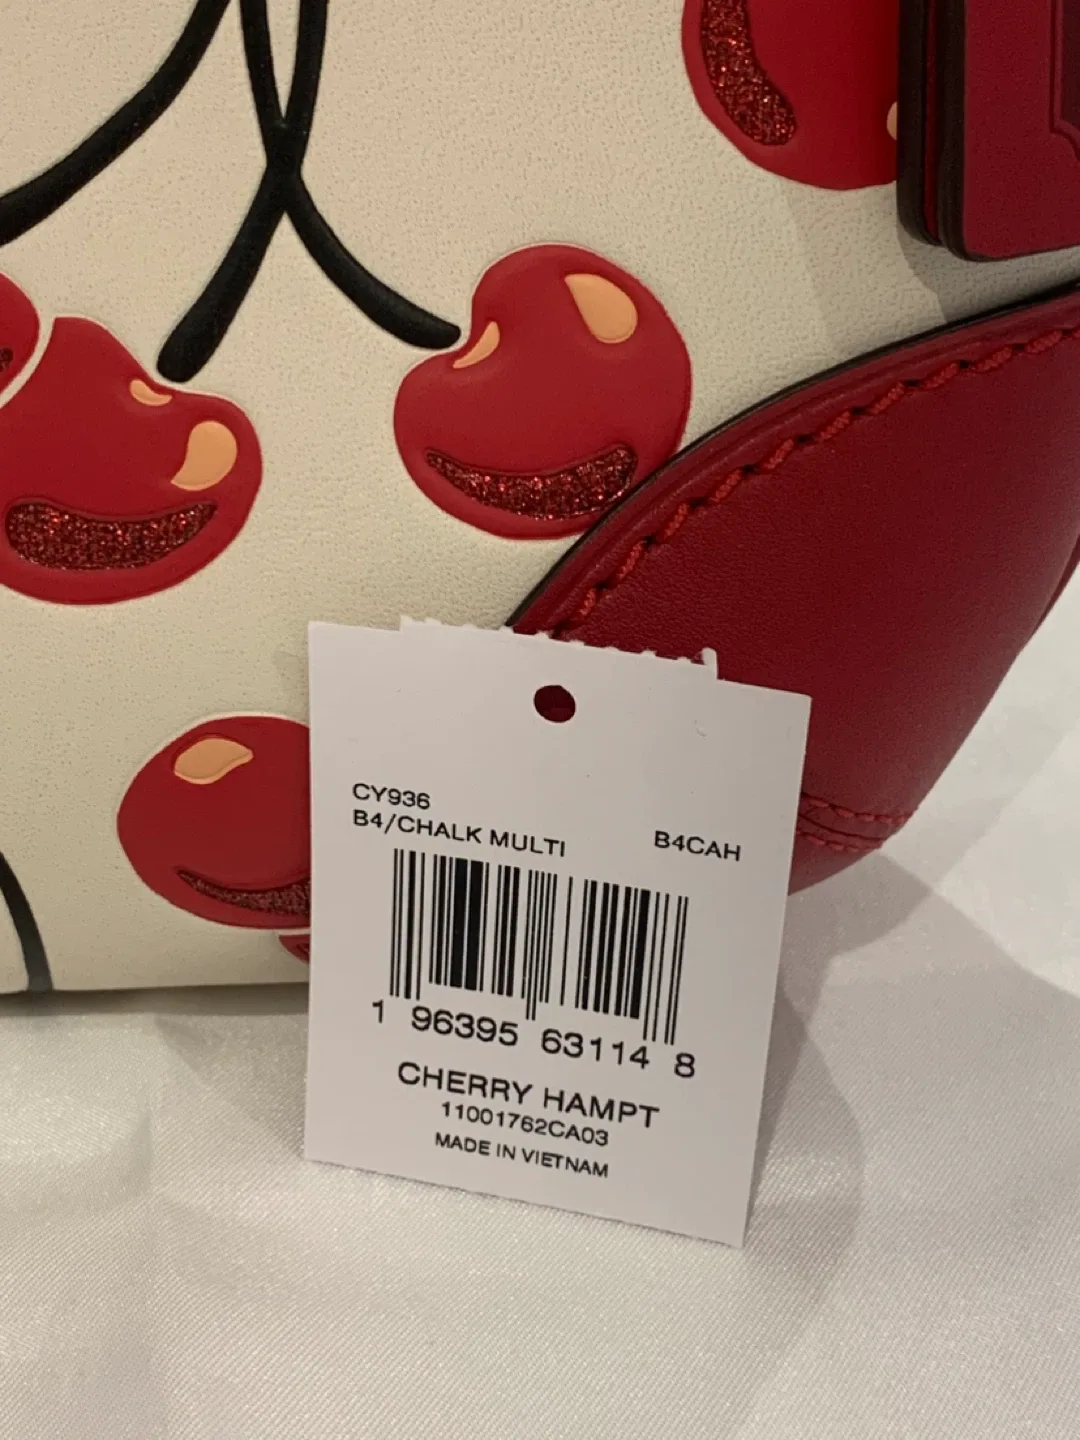 CY936
B4/CHALK MULTI B4CAH
1 96395 63114 8
CHERRY HAMPT
11001762CA03
MADE IN VIETNAM